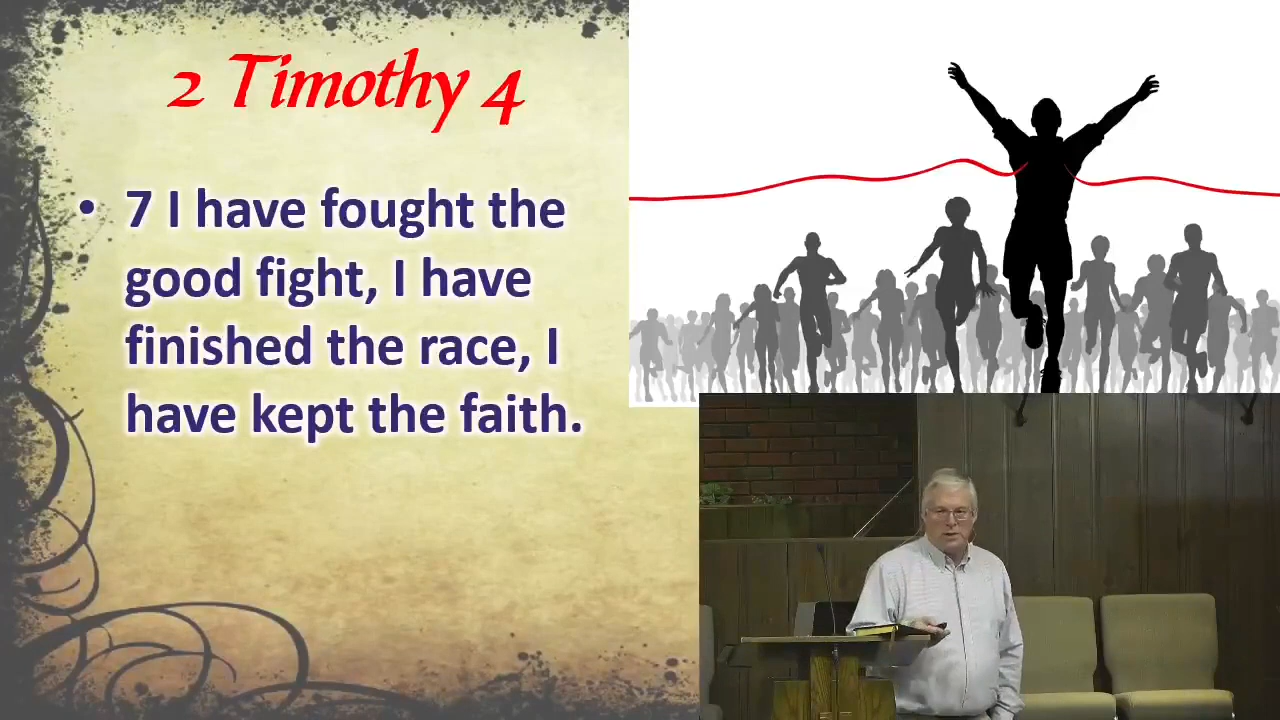 2 Timothy 4
• 7 I have fought the
good fight, I have
finished the race, I
have kept the faith.